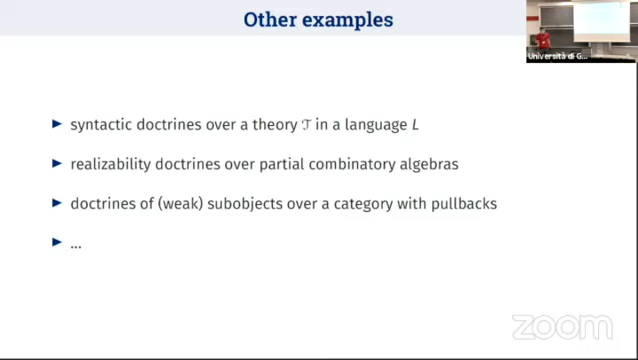 Other examples
Università di G...
▶ syntactic doctrines over a theory 𝒯 in a language L
▶ realizability doctrines over partial combinatory algebras
▶ doctrines of (weak) subobjects over a category with pullbacks
▶ ...
zoom